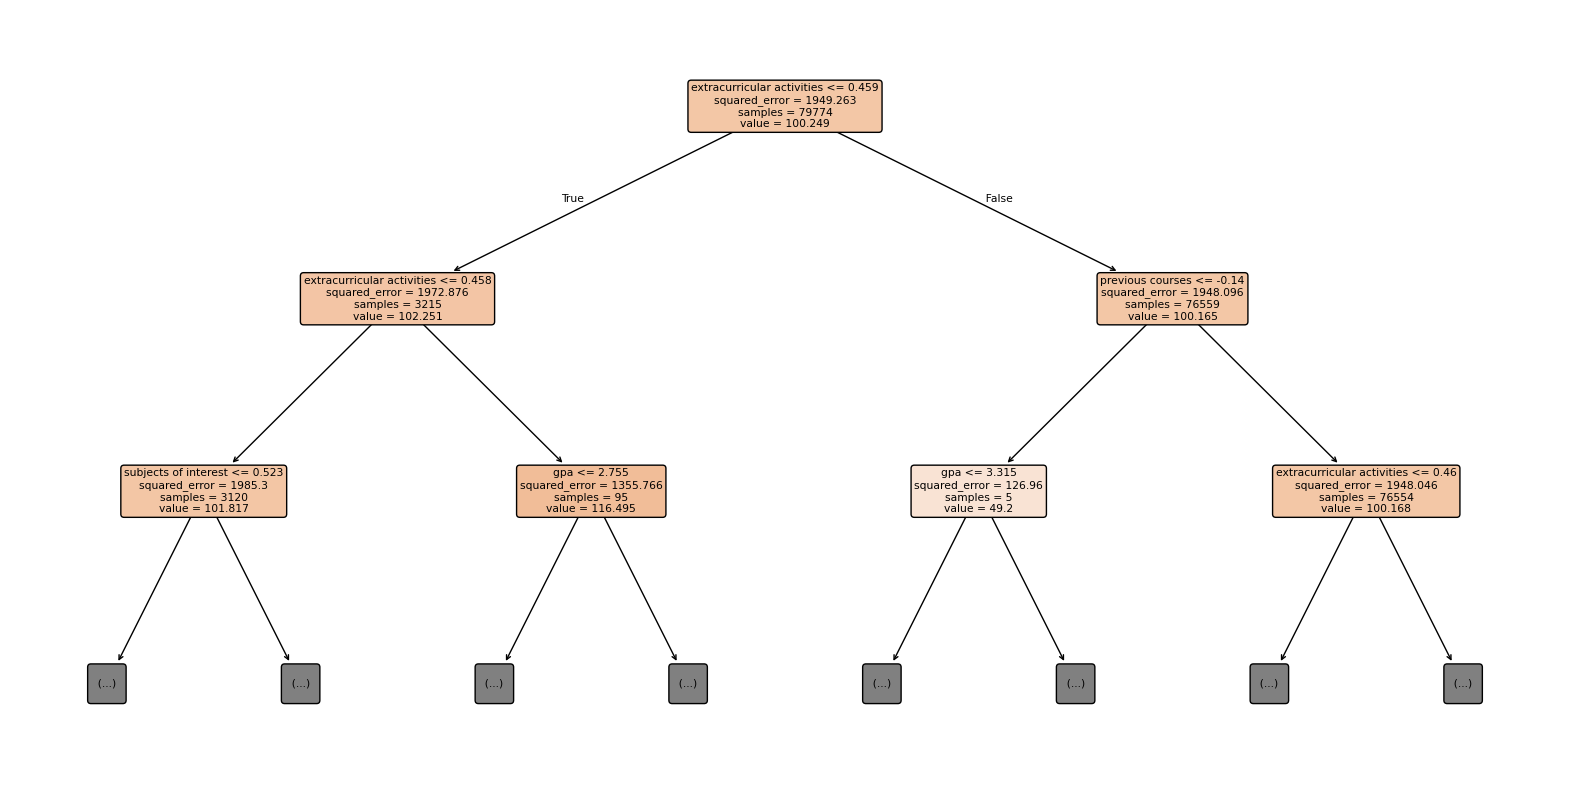 extracurricular activities <= 0.459
squared_error = 1949.263
samples = 79774
value = 100.249
True
False
extracurricular activities <= 0.458
squared_error = 1972.876
samples = 3215
value = 102.251
previous courses <= -0.14
squared_error = 1948.096
samples = 76559
value = 100.165
subjects of interest <= 0.523
squared_error = 1985.3
samples = 3120
value = 101.817
gpa <= 2.755
squared_error = 1355.766
samples = 95
value = 116.495
gpa <= 3.315
squared_error = 126.96
samples = 5
value = 49.2
extracurricular activities <= 0.46
squared_error = 1948.046
samples = 76554
value = 100.168
(...)
(...)
(...)
(...)
(...)
(...)
(...)
(...)